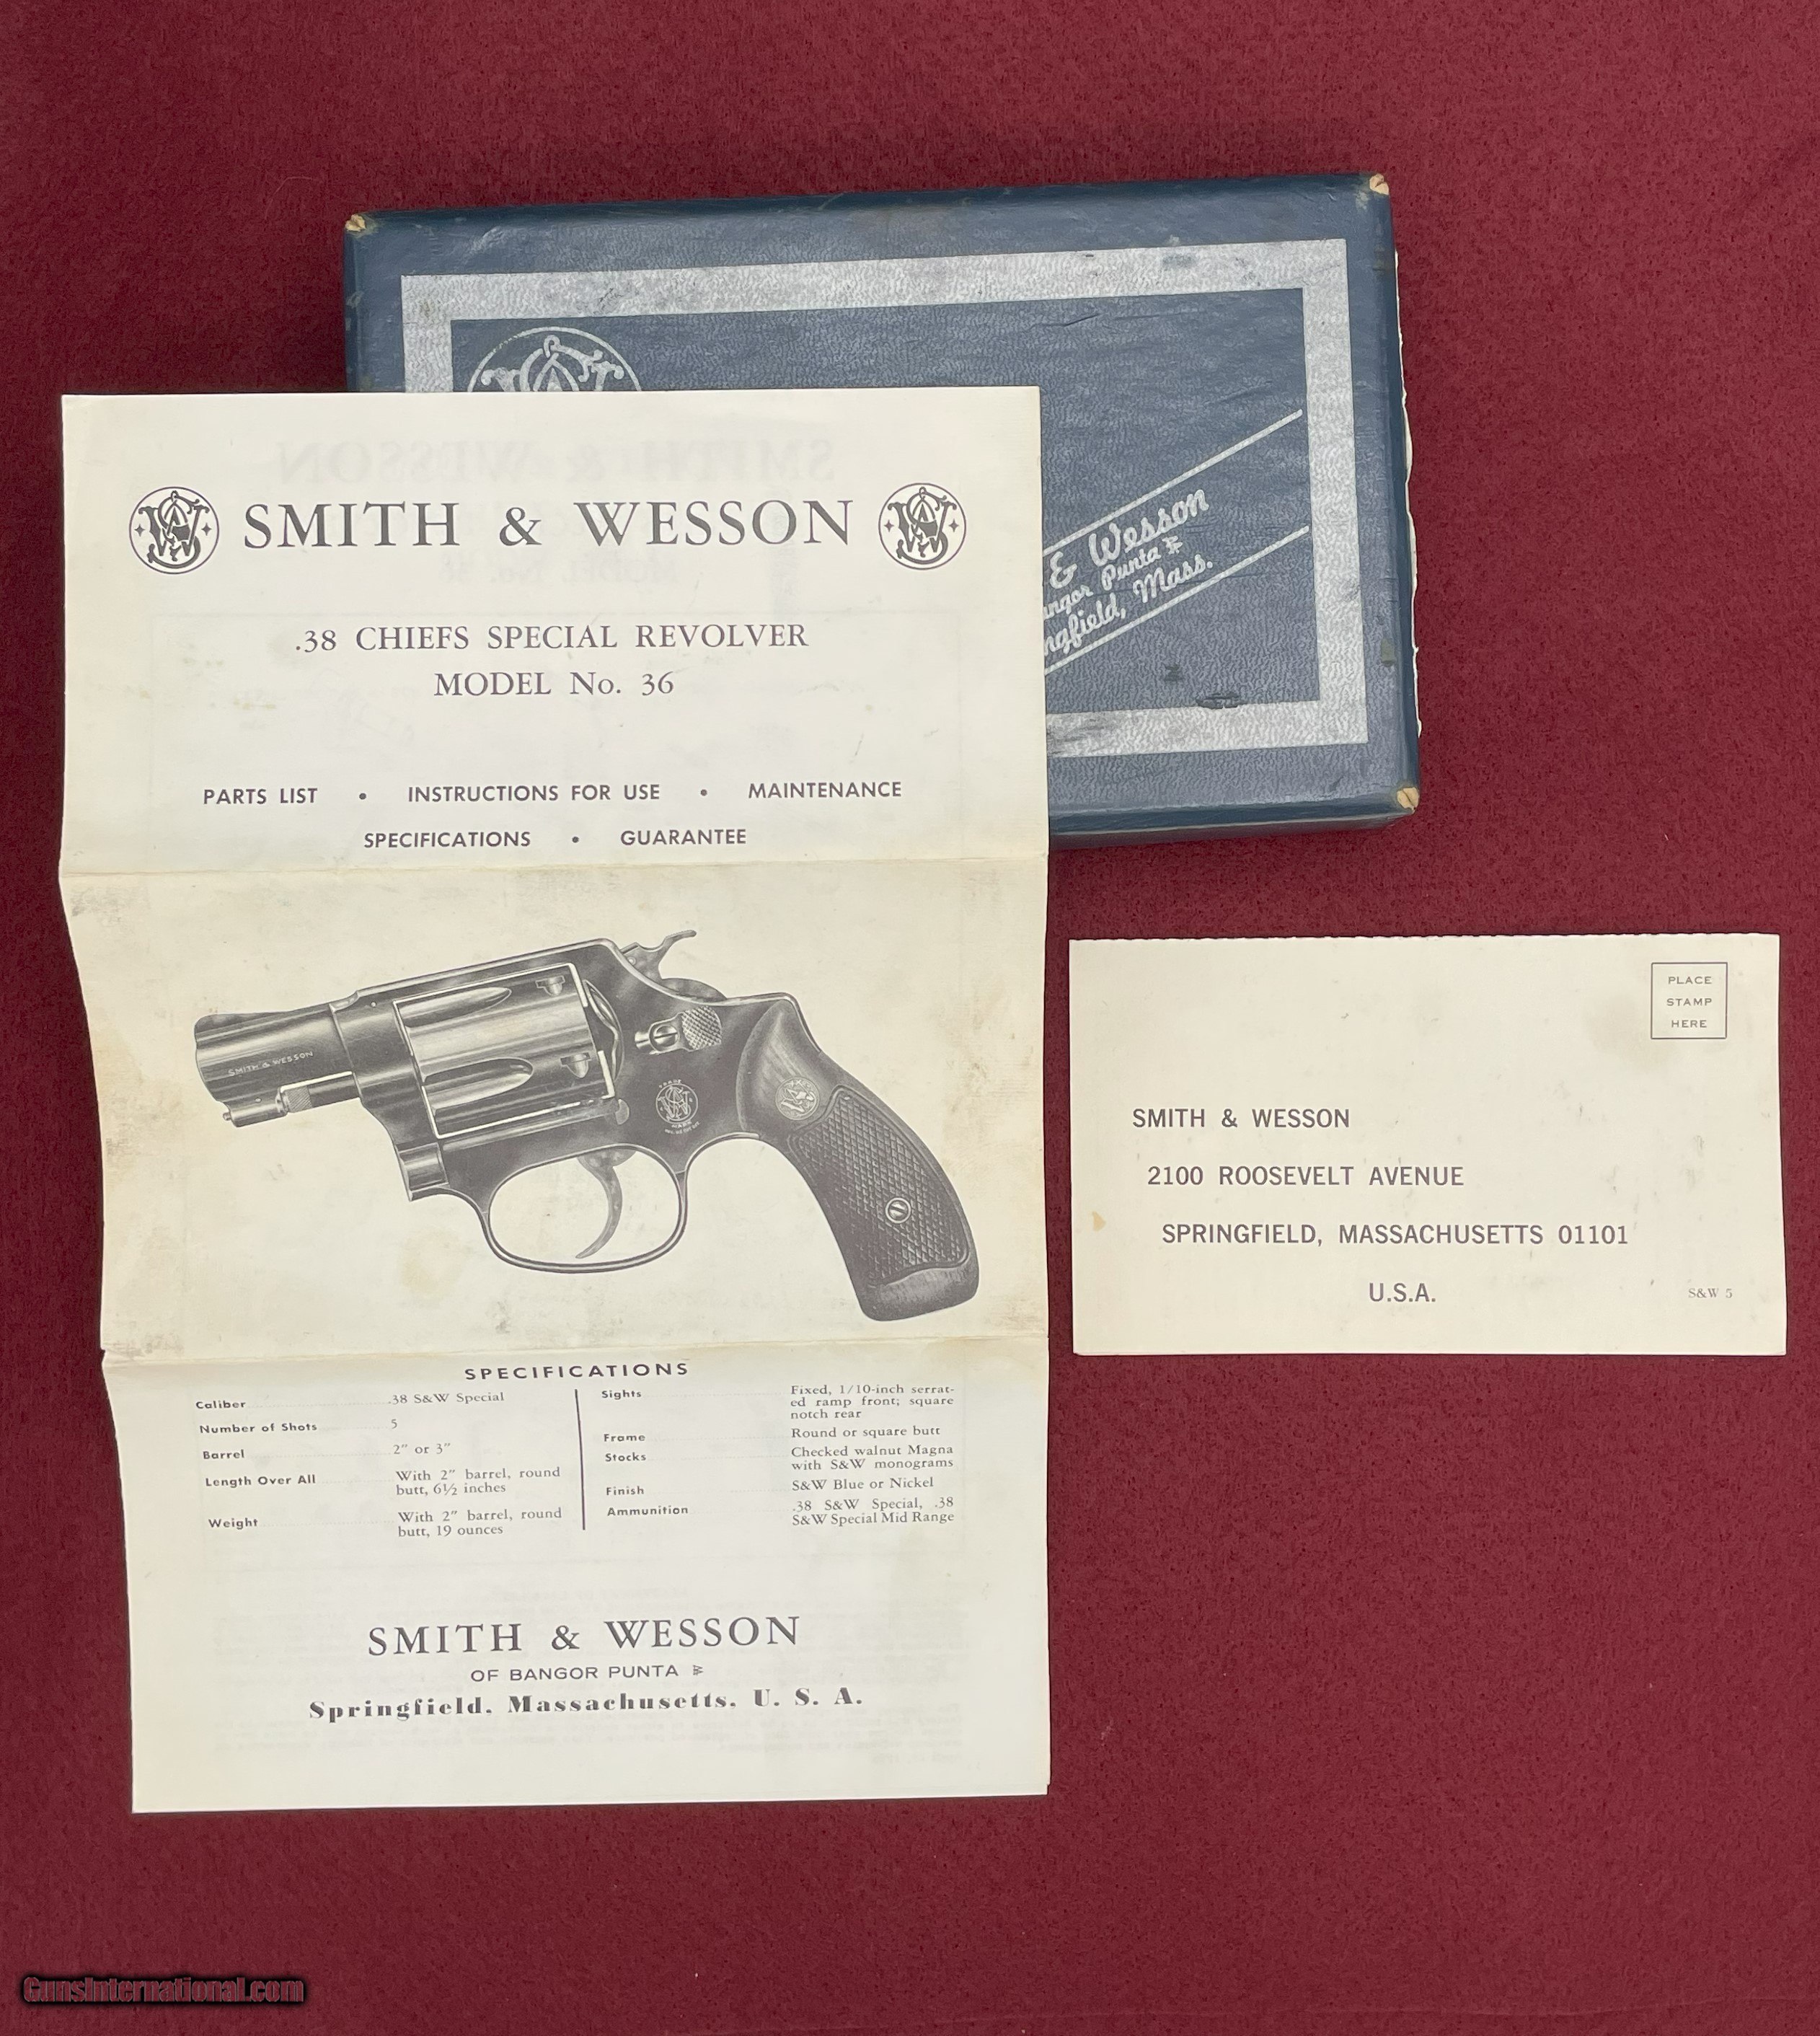 & Wesson
Bangor Punta
Springfield, Mass.
SMITH & WESSON
.38 CHIEFS SPECIAL REVOLVER
MODEL No. 36
PARTS LIST • INSTRUCTIONS FOR USE • MAINTENANCE
SPECIFICATIONS • GUARANTEE
SMITH & WESSON
TRADE
MARK
SPECIFICATIONS
Caliber .38 S&W Special
Number of Shots 5
Barrel 2" or 3"
Length Over All With 2" barrel, round
butt, 6½ inches
Weight With 2" barrel, round
butt, 19 ounces
Sights Fixed, 1/10-inch serrat-
ed ramp front; square
notch rear
Frame Round or square butt
Stocks Checked walnut Magna
with S&W monograms
Finish S&W Blue or Nickel
Ammunition .38 S&W Special, .38
S&W Special Mid Range
SMITH & WESSON
OF BANGOR PUNTA
Springfield, Massachusetts, U. S. A.
PLACE
STAMP
HERE
SMITH & WESSON
2100 ROOSEVELT AVENUE
SPRINGFIELD, MASSACHUSETTS 01101
U.S.A.
S&W 5
GunsInternational.com